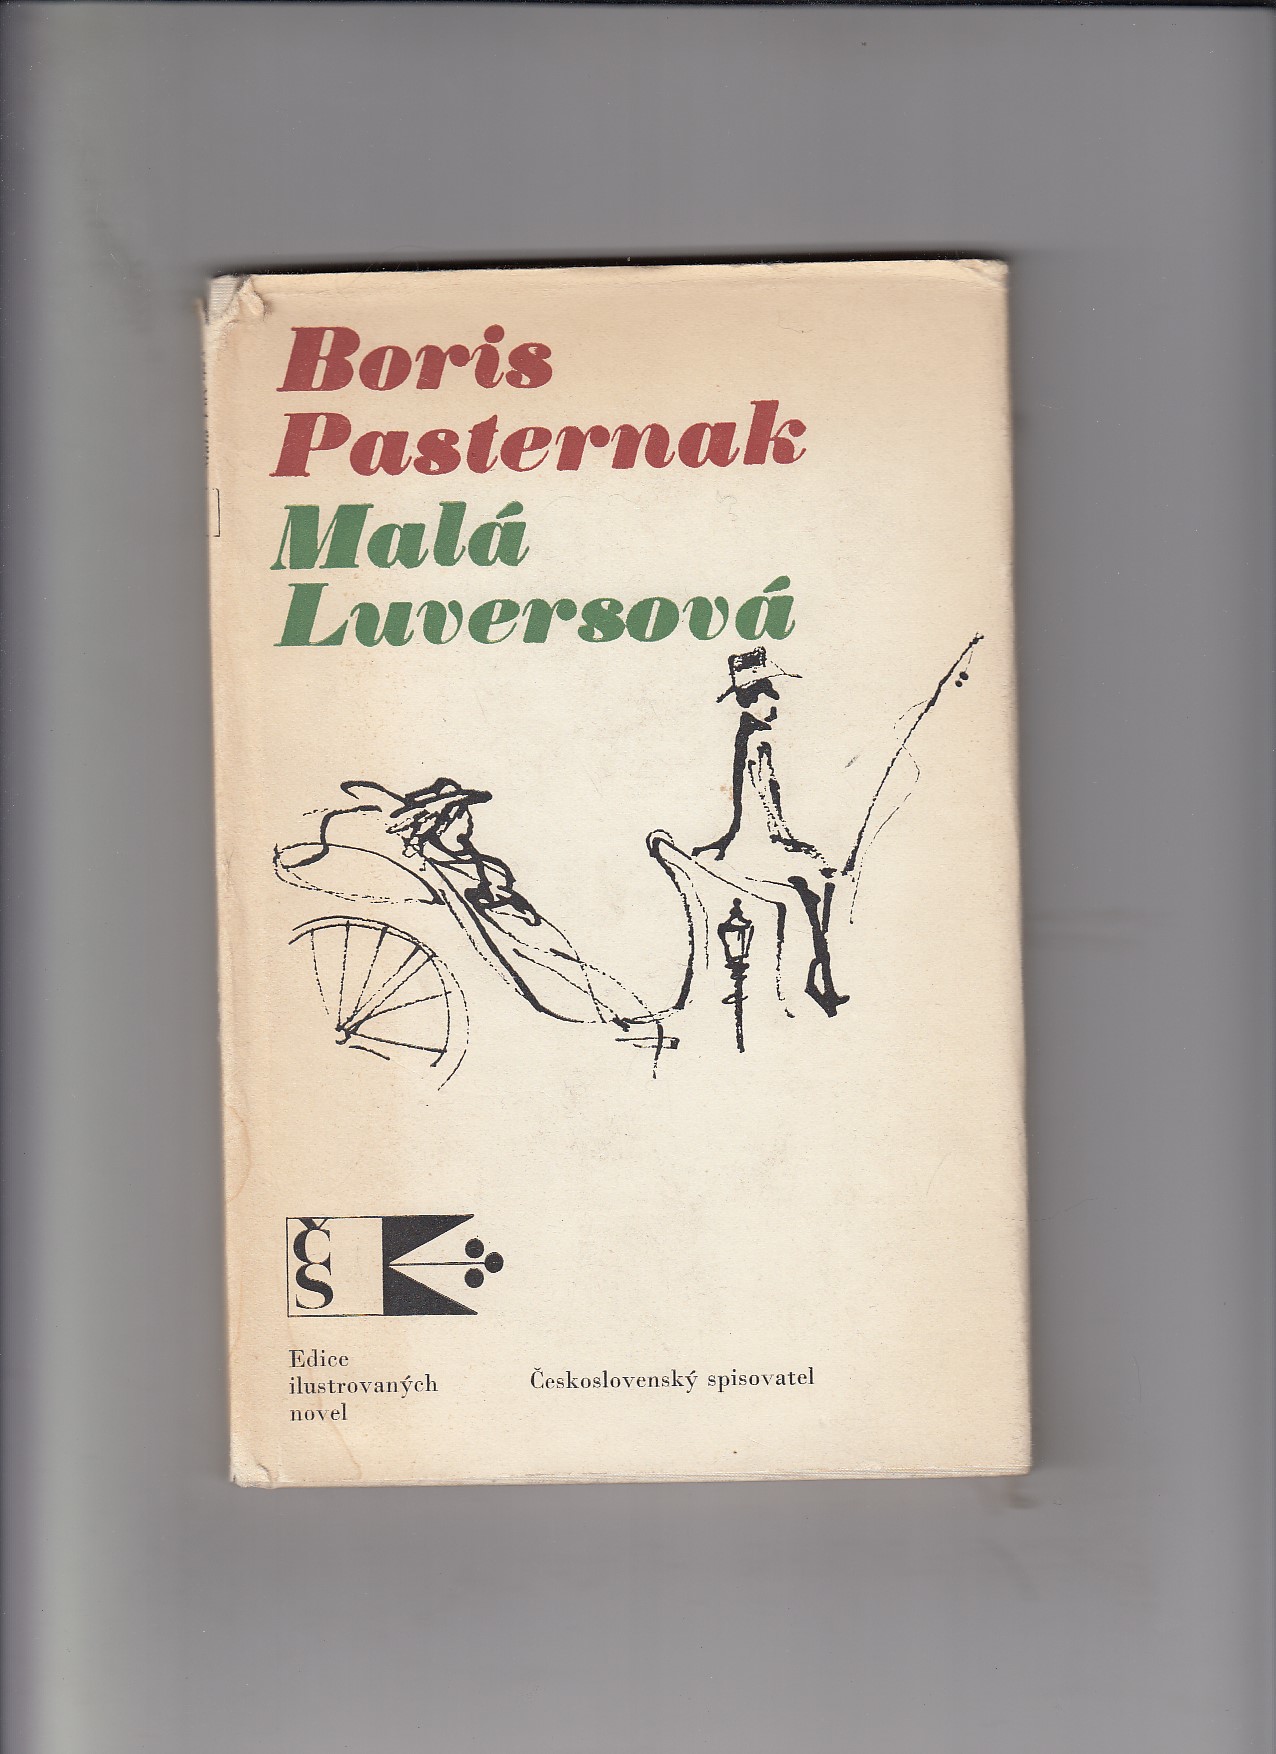 Boris
Pasternak
Malá
Luversová
ČS
Edice
ilustrovaných
novel
Československý spisovatel